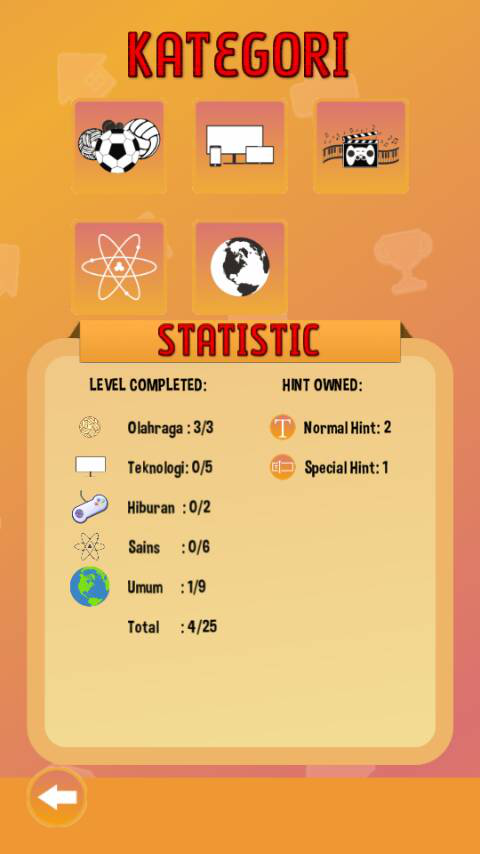 KATEGORI
STATISTIC
LEVEL COMPLETED: HINT OWNED:
Olahraga : 3/3 Normal Hint: 2
Teknologi: 0/5 Special Hint: 1
Hiburan : 0/2
Sains : 0/6
Umum : 1/9
Total : 4/25